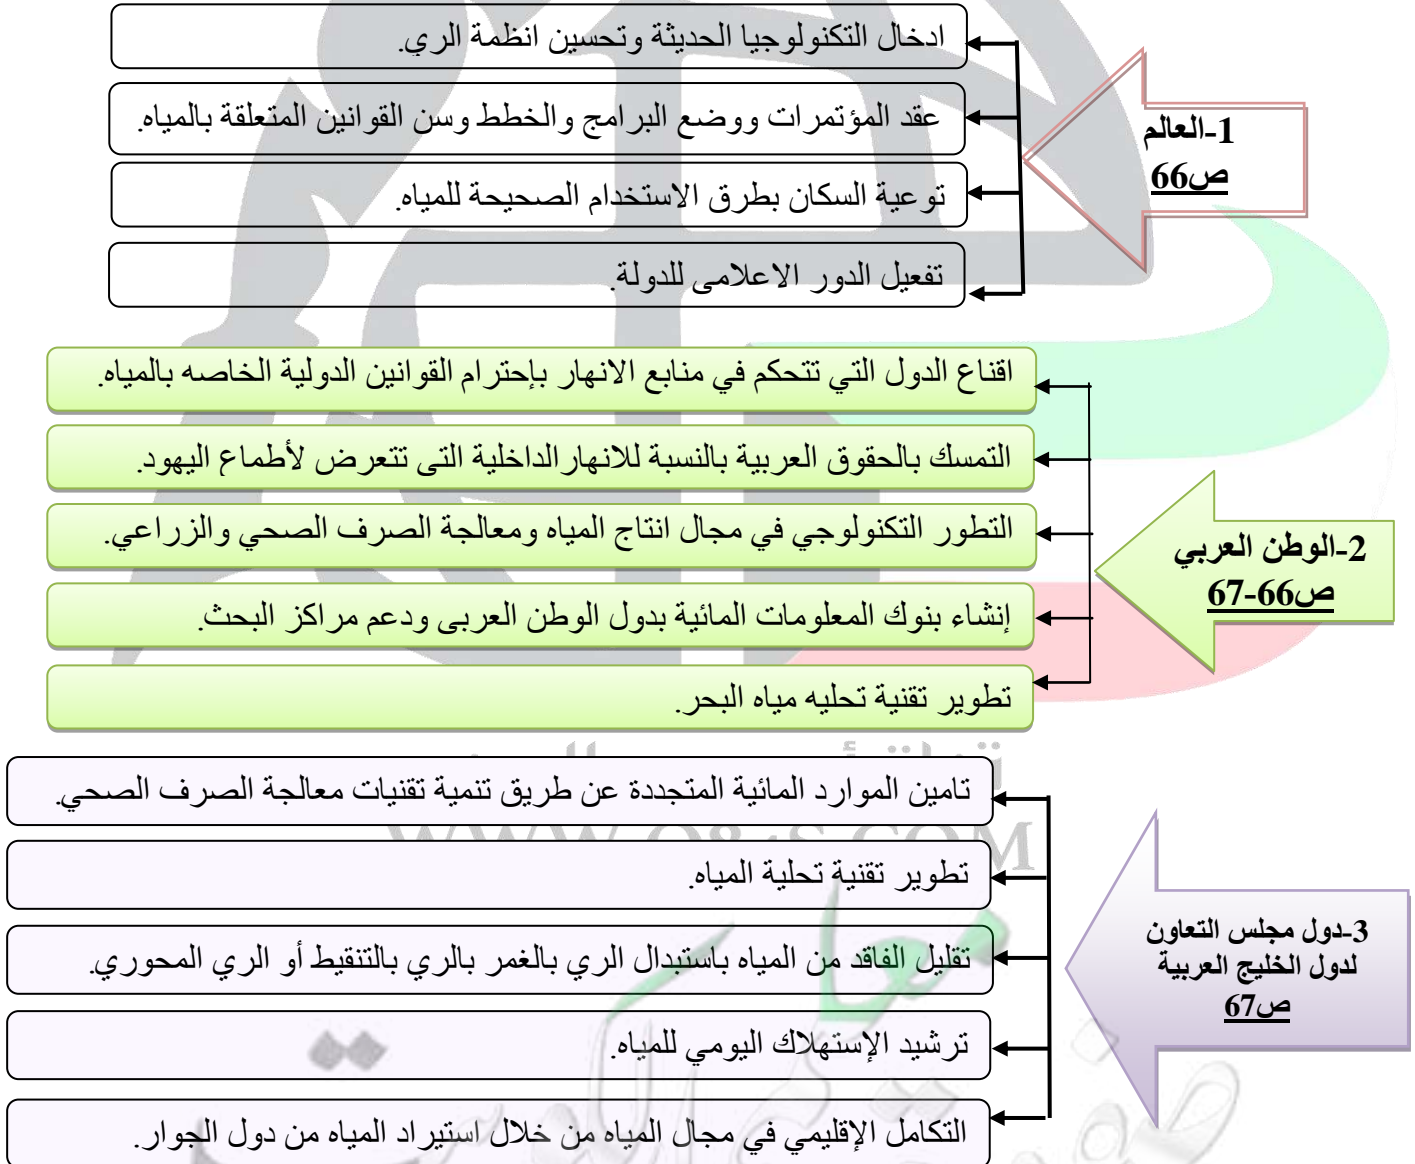 1-العالم
ص66
ادخال التكنولوجيا الحديثة وتحسين انظمة الري.
عقد المؤتمرات ووضع البرامج والخطط وسن القوانين المتعلقة بالمياه.
توعية السكان بطرق الاستخدام الصحيحة للمياه.
تفعيل الدور الاعلامى للدولة.
2-الوطن العربي
ص66-67
اقناع الدول التي تتحكم في منابع الانهار بإحترام القوانين الدولية الخاصه بالمياه.
التمسك بالحقوق العربية بالنسبة للانهارالداخلية التى تتعرض لأطماع اليهود.
التطور التكنولوجي في مجال انتاج المياه ومعالجة الصرف الصحي والزراعي.
إنشاء بنوك المعلومات المائية بدول الوطن العربى ودعم مراكز البحث.
تطوير تقنية تحليه مياه البحر.
3-دول مجلس التعاون
لدول الخليج العربية
ص67
تامين الموارد المائية المتجددة عن طريق تنمية تقنيات معالجة الصرف الصحي.
تطوير تقنية تحلية المياه.
تقليل الفاقد من المياه باستبدال الري بالغمر بالري بالتنقيط أو الري المحوري.
ترشيد الإستهلاك اليومي للمياه.
التكامل الإقليمي في مجال المياه من خلال استيراد المياه من دول الجوار.